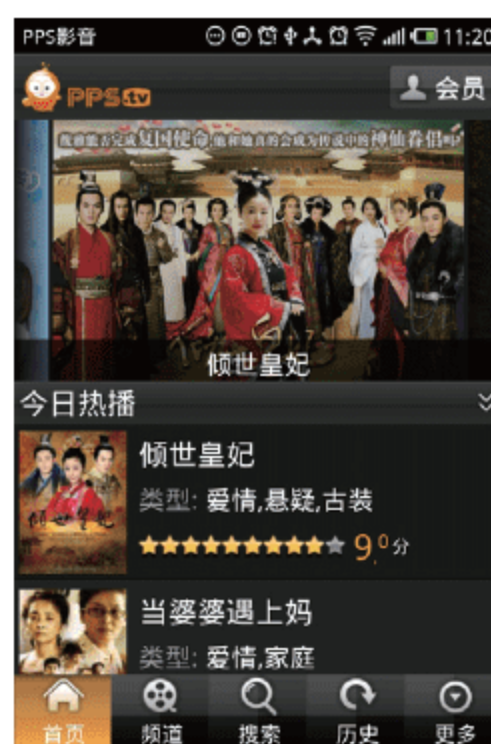 PPS影音
11:20
PPS.tv
会员
倾世皇妃
今日热播
倾世皇妃
类型: 爱情,悬疑,古装
9.0分
当婆婆遇上妈
类型: 爱情,家庭
首页
频道
搜索
历史
更多